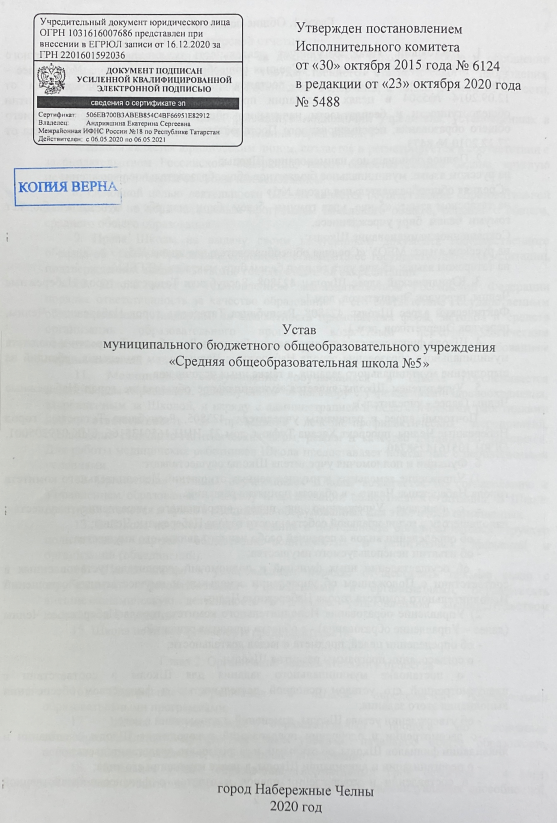 Учредительный документ юридического лица
ОГРН 1031616007686 представлен при
внесении в ЕГРЮЛ записи от 16.12.2020 за
ГРН 2201601592036
ДОКУМЕНТ ПОДПИСАН
УСИЛЕННОЙ КВАЛИФИЦИРОВАННОЙ
ЭЛЕКТРОННОЙ ПОДПИСЬЮ
сведения о сертификате эп
Сертификат: 506EB700B3ABEB854C4BF66951E82912
Владелец: Андрияшина Екатерина Сергеевна
Межрайонная ИФНС России №18 по Республике Татарстан
Действителен: с 06.05.2020 по 06.05.2021
Утвержден постановлением
Исполнительного комитета
от «30» октября 2015 года № 6124
в редакции от «23» октября 2020 года
№ 5488
КОПИЯ ВЕРНА
Устав
муниципального бюджетного общеобразовательного учреждения
«Средняя общеобразовательная школа №5»
город Набережные Челны
2020 год